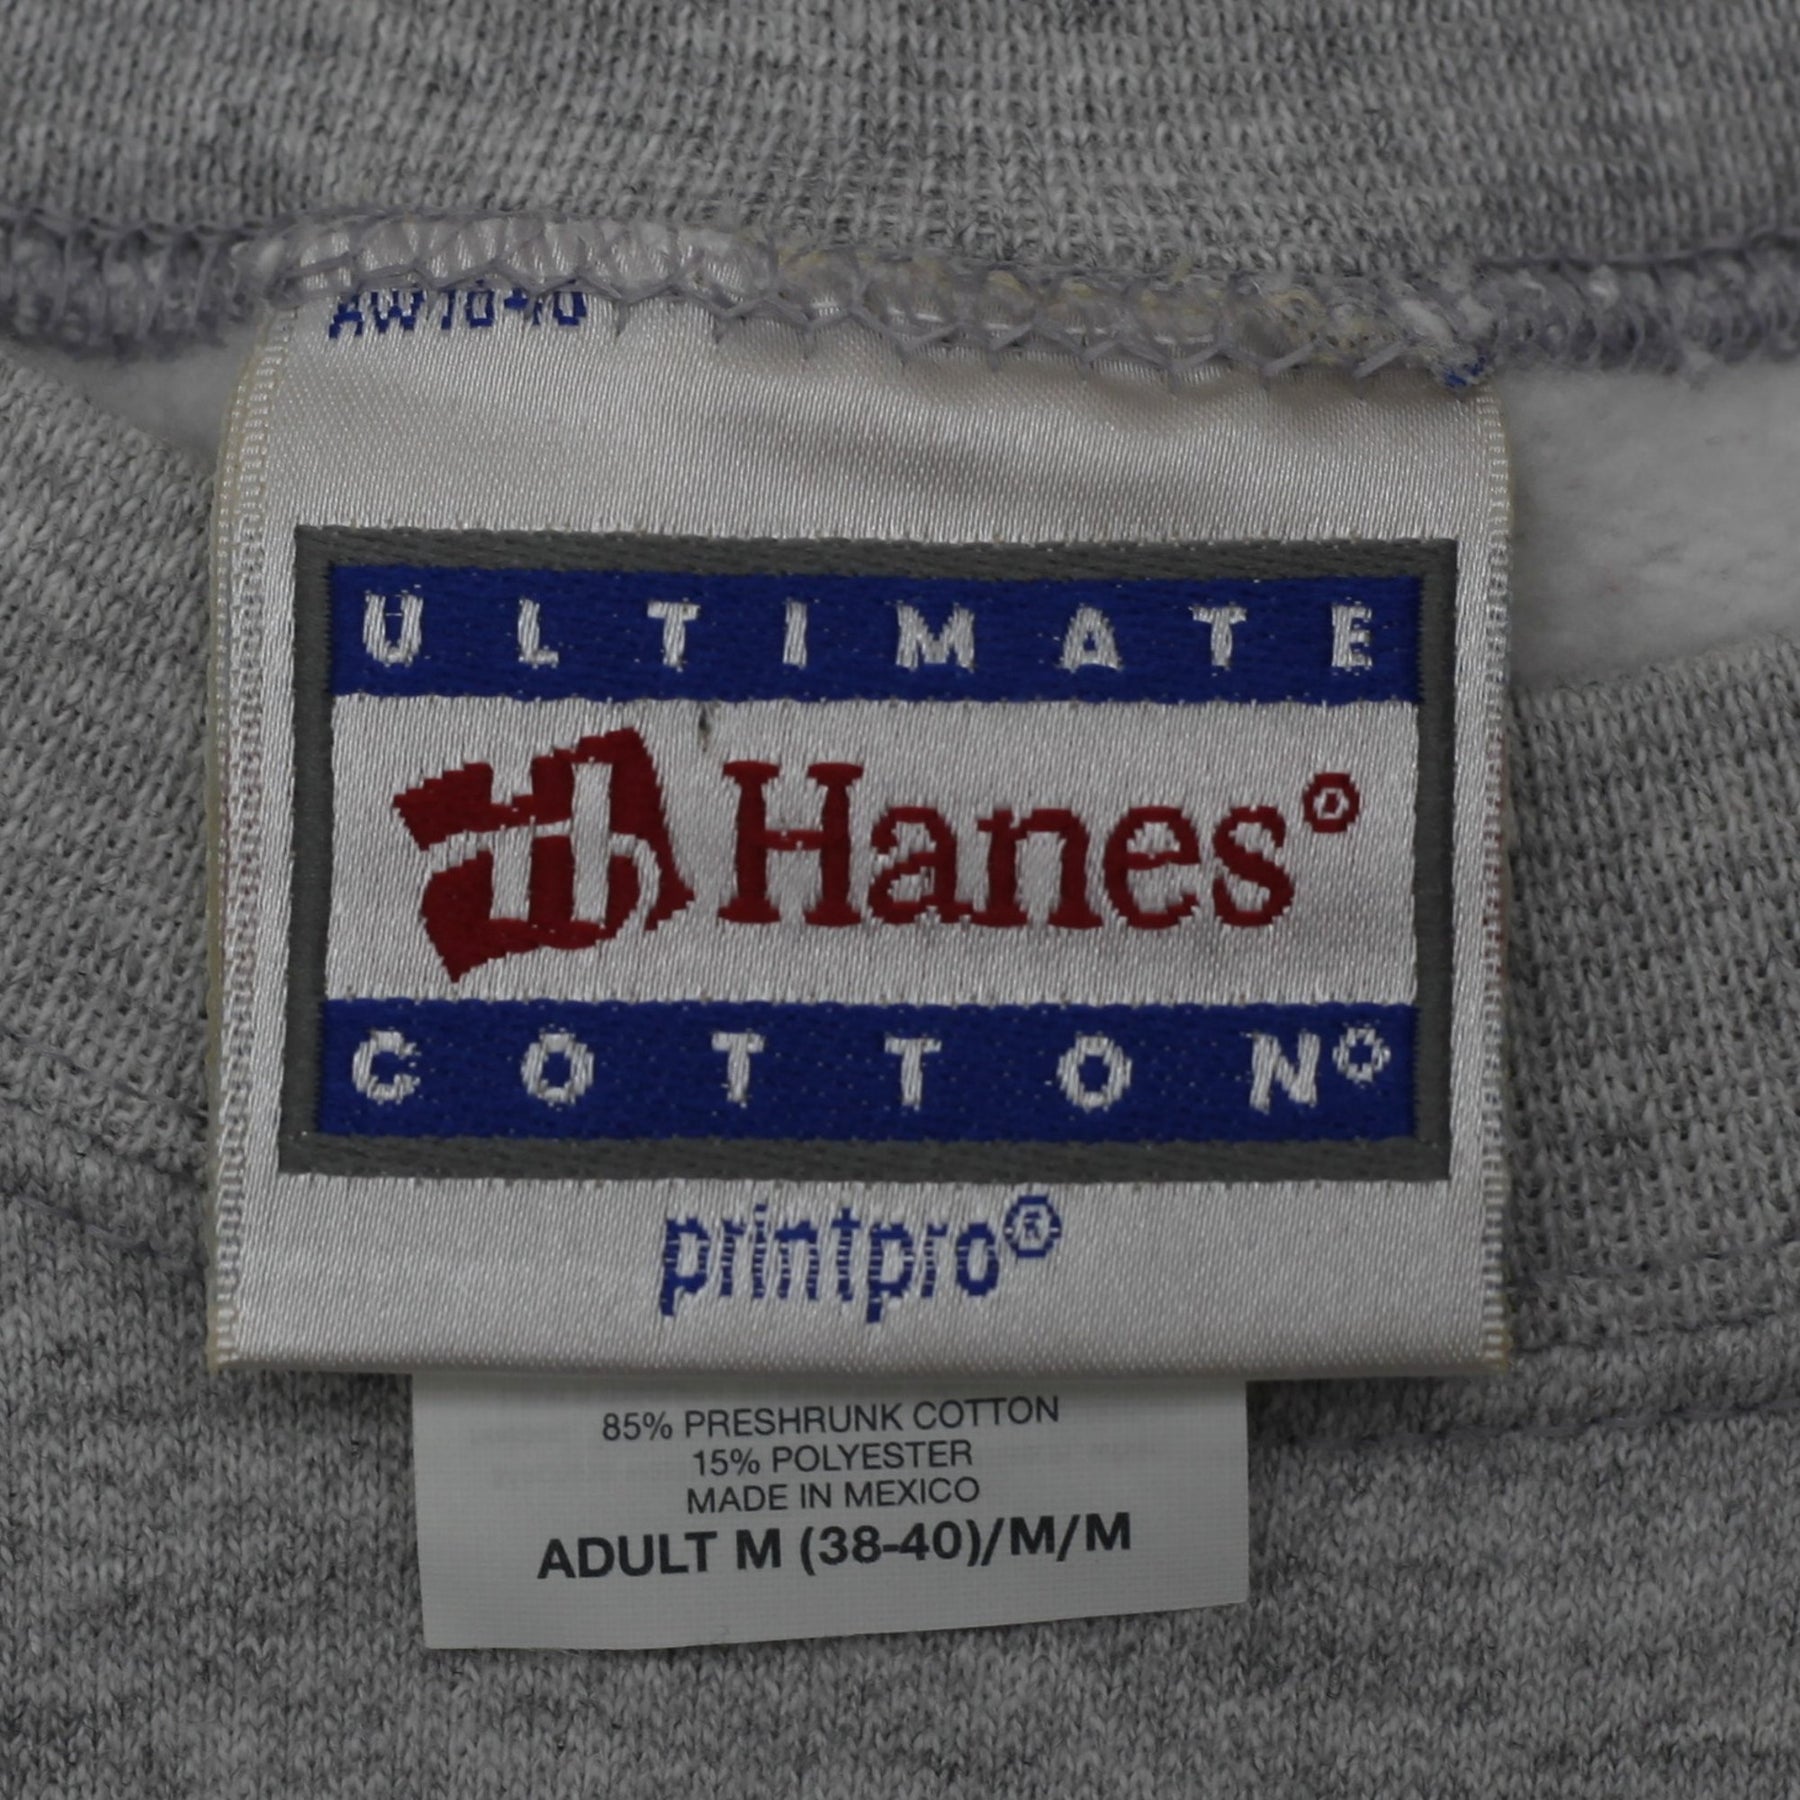 ULTIMATE
Hanes®
COTTON®
printpro®
85% PRESHRUNK COTTON
15% POLYESTER
MADE IN MEXICO
ADULT M (38-40)/M/M